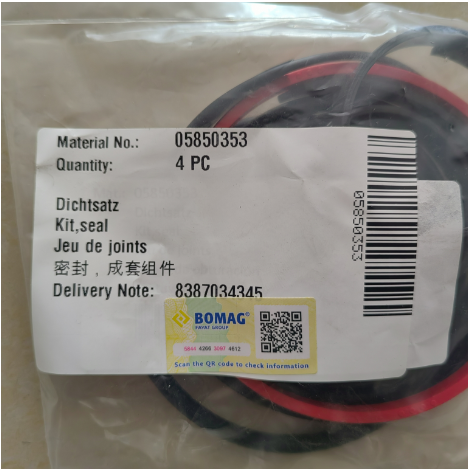 Material No.: 05850353
Quantity: 4 PC
Dichtsatz
Kit,seal
Jeu de joints
密封，成套组件
Delivery Note: 8387034345
05850353
BOMAG
FAYAT GROUP
4612
Scan the QR code to check information